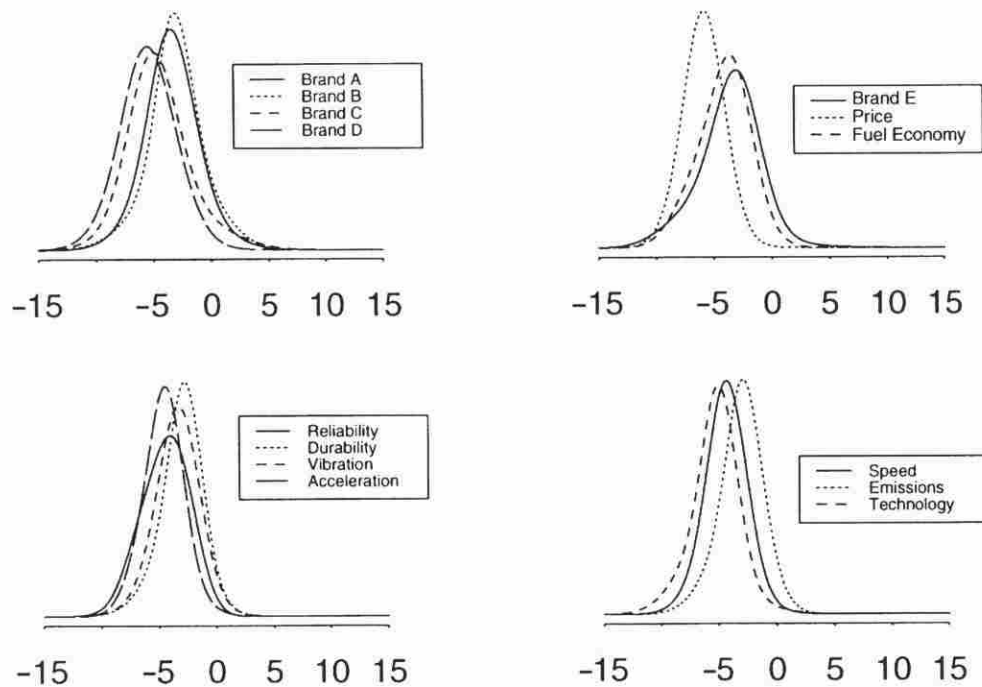 Brand A
Brand B
Brand C
Brand D
-15 -5 0 5 10 15
Brand E
Price
Fuel Economy
-15 -5 0 5 10 15
Reliability
Durability
Vibration
Acceleration
-15 -5 0 5 10 15
Speed
Emissions
Technology
-15 -5 0 5 10 15